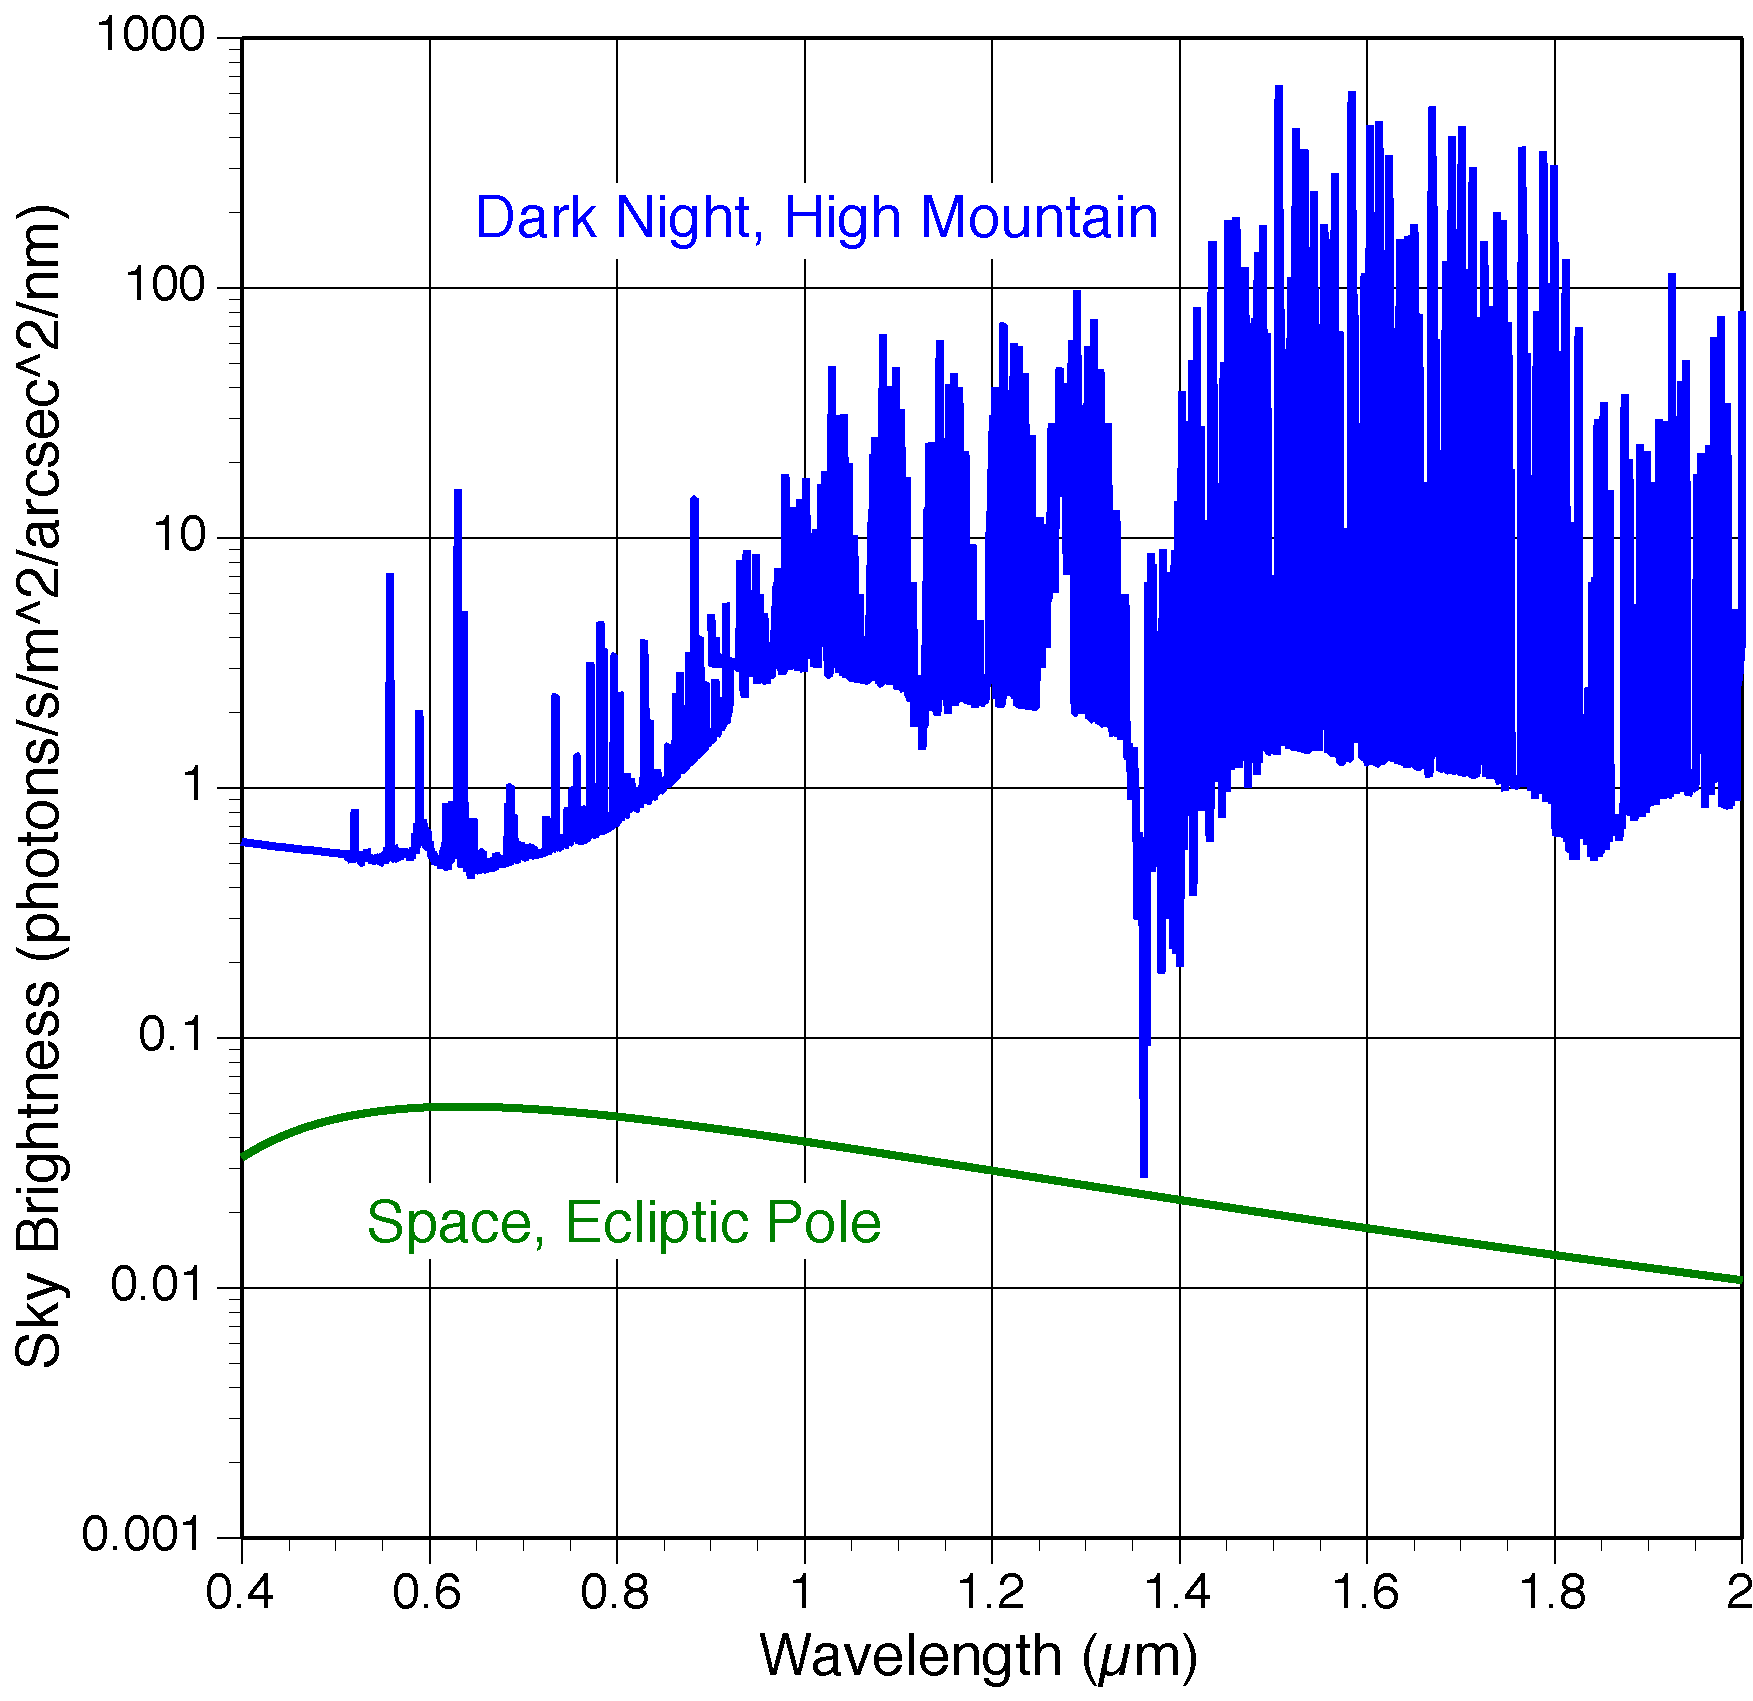 Sky Brightness (photons/s/m^2/arcsec^2/nm)
1000
100
10
1
0.1
0.01
0.001
Dark Night, High Mountain
Space, Ecliptic Pole
0.4 0.6 0.8 1 1.2 1.4 1.6 1.8 2
Wavelength (µm)